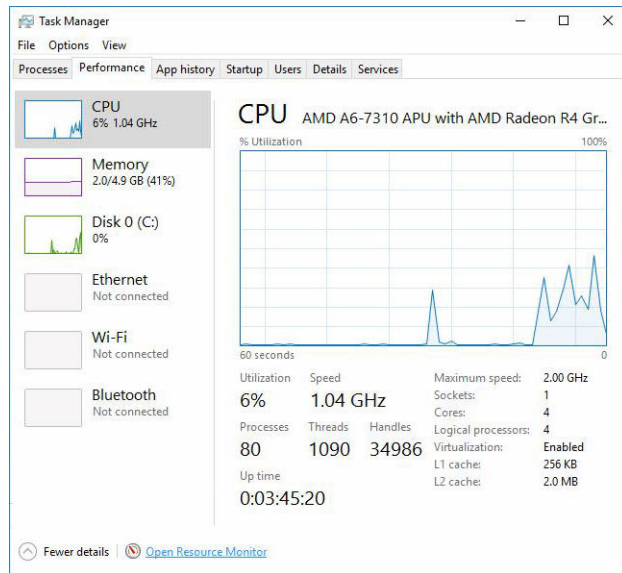 Task Manager
File Options View
Processes Performance App history Startup Users Details Services
CPU
6% 1.04 GHz
Memory
2.0/4.9 GB (41%)
Disk 0 (C:)
0%
Ethernet
Not connected
Wi-Fi
Not connected
Bluetooth
Not connected
CPU AMD A6-7310 APU with AMD Radeon R4 Gr...
% Utilization 100%
60 seconds 0
Utilization Speed
6% 1.04 GHz
Processes Threads Handles
80 1090 34986
Up time
0:03:45:20
Maximum speed: 2.00 GHz
Sockets: 1
Cores: 4
Logical processors: 4
Virtualization: Enabled
L1 cache: 256 KB
L2 cache: 2.0 MB
Fewer details Open Resource Monitor